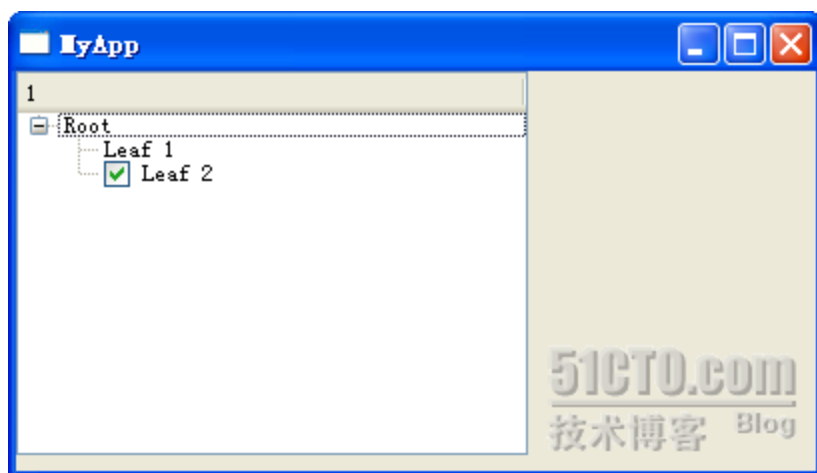 MyApp
1
Root
Leaf 1
Leaf 2
51CTO.com
技术博客 Blog